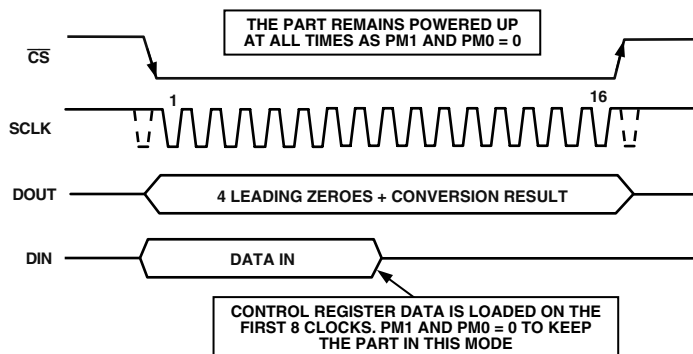 THE PART REMAINS POWERED UP
AT ALL TIMES AS PM1 AND PM0 = 0
CS
1
16
SCLK
DOUT
4 LEADING ZEROES + CONVERSION RESULT
DIN
DATA IN
CONTROL REGISTER DATA IS LOADED ON THE
FIRST 8 CLOCKS. PM1 AND PM0 = 0 TO KEEP
THE PART IN THIS MODE